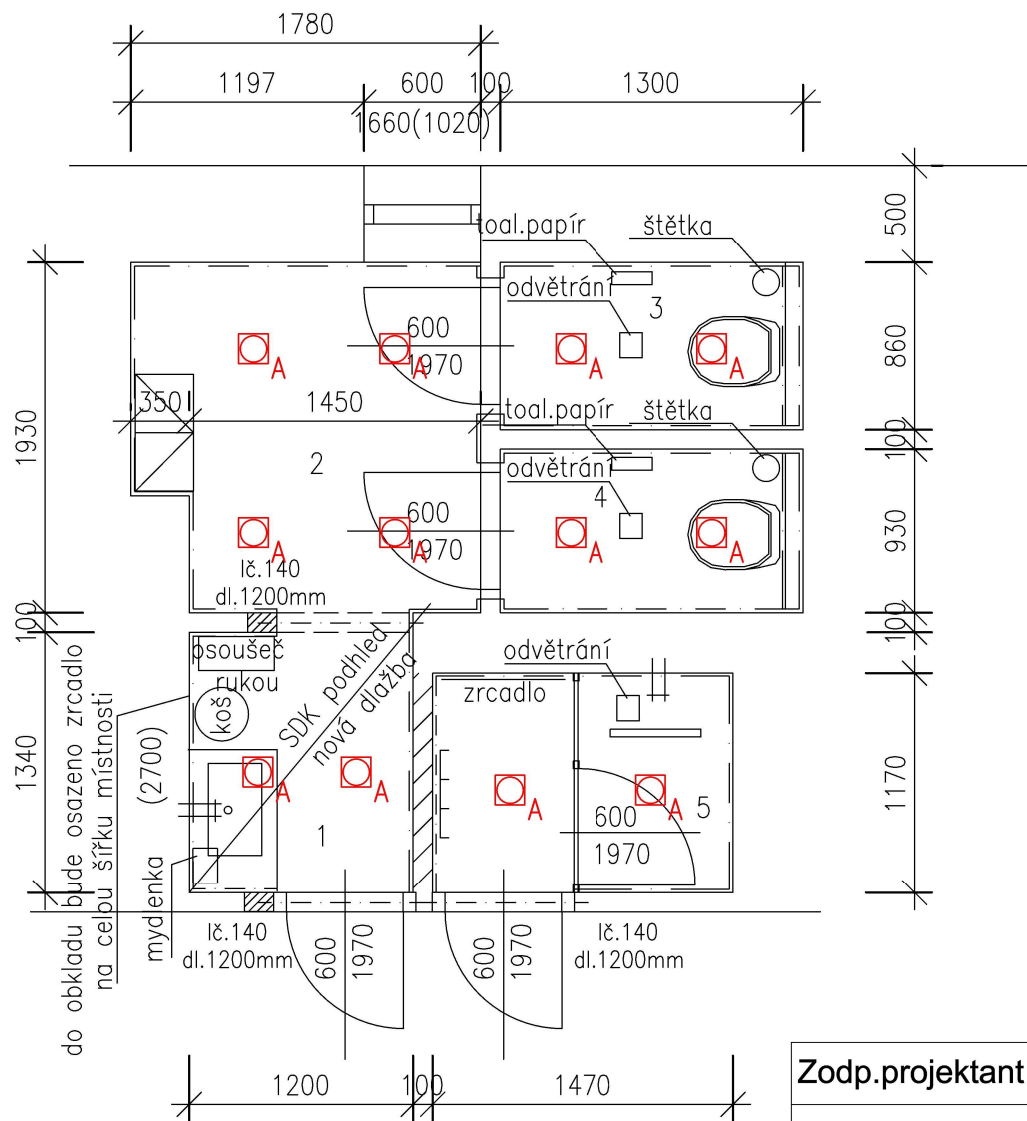 1780
1197
600
100
1300
1660(1020)
500
toal.papír
štětka
odvětrání
3
600
1970
A
A
A
A
860
350
1450
1930
toal.papír
štětka
100
2
odvětrání
4
600
1970
A
A
A
A
930
lč.140
dl.1200mm
100
100
osoušeč
rukou
koš
SDK podhled
nová dlažba
odvětrání
zrcadlo
do obkladu bude osazeno zrcadlo
na celou šířku místnosti
(2700)
1340
A
A
A
A
1170
1
5
600
1970
mydlenka
lč.140
dl.1200mm
600
1970
600
1970
lč.140
dl.1200mm
1200
100
1470
Zodp.projektant